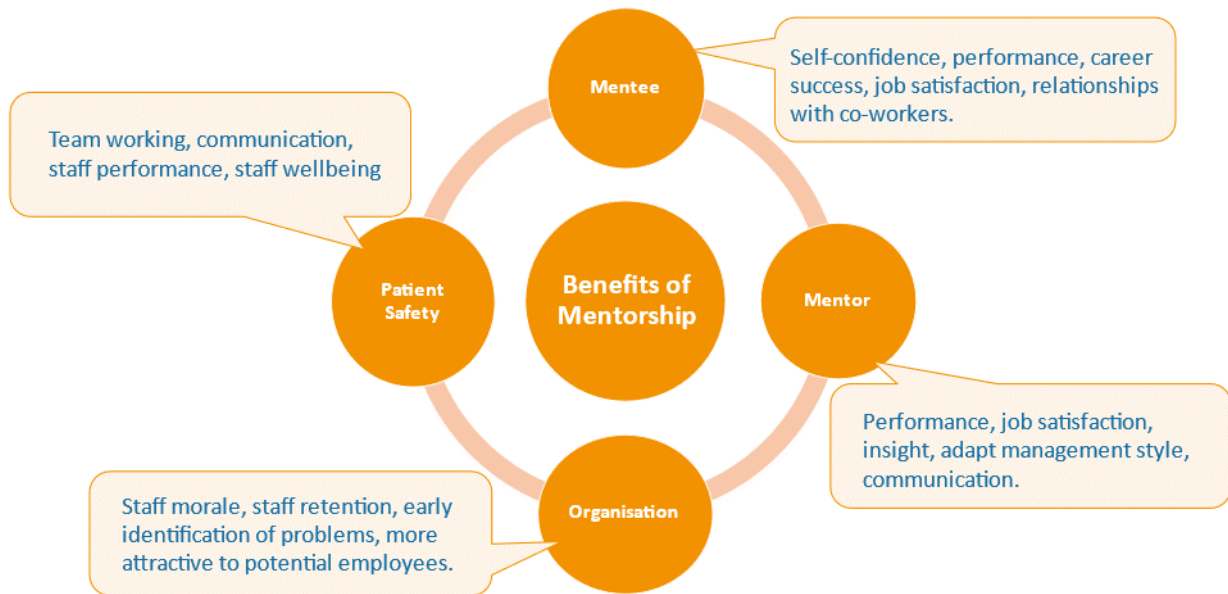 Mentee
Self-confidence, performance, career
success, job satisfaction, relationships
with co-workers.
Team working, communication,
staff performance, staff wellbeing
Patient
Safety
Benefits of
Mentorship
Mentor
Performance, job satisfaction,
insight, adapt management style,
communication.
Organisation
Staff morale, staff retention, early
identification of problems, more
attractive to potential employees.